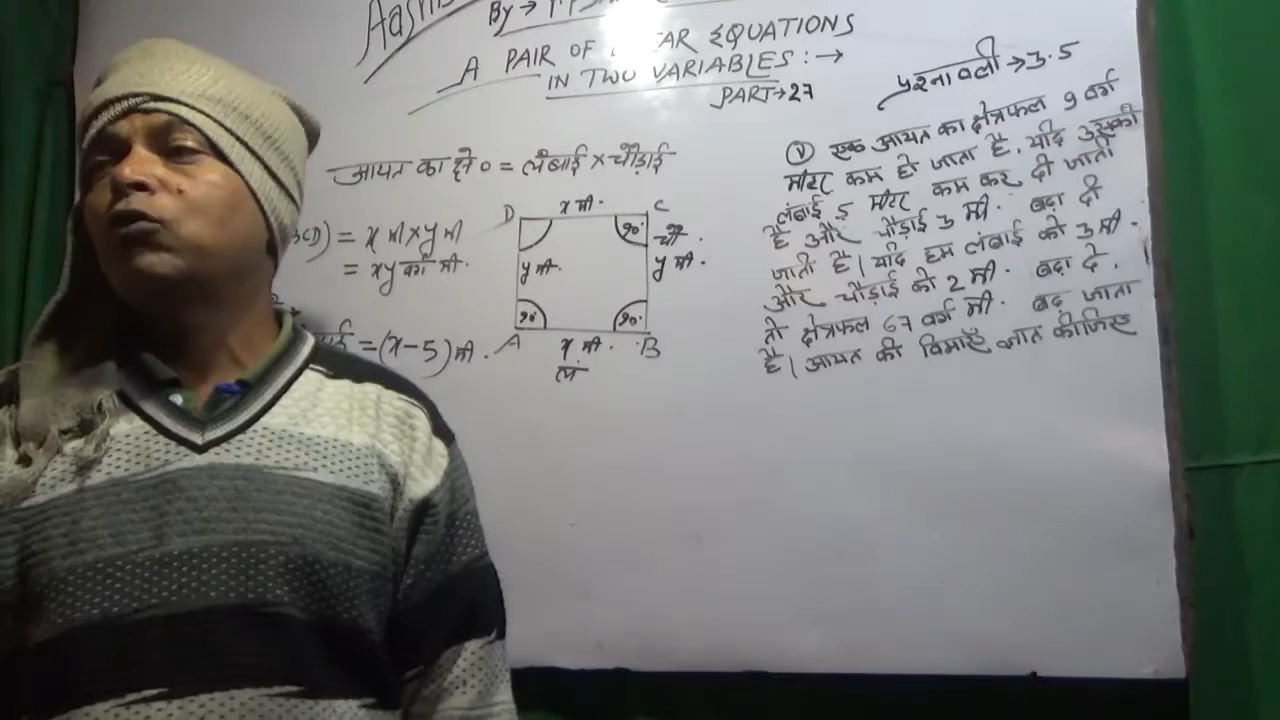 By →
A PAIR OF EQUATIONS
IN TWO VARIABLES :→
PART→27
प्रश्नावली → 3.5
आयत का क्षे० = लंबाई × चौड़ाई
= x मी × y मी
= xy वर्ग मी.
= (x - 5) मी.
D x मी. C
90°
y मी.
चौ.
y मी.
90° 90°
A x मी. B
लं
(v) एक आयत का क्षेत्रफल 9 वर्ग
मीटर कम हो जाता है, यदि उसकी
लंबाई 5 मीटर कम कर दी जाती
है और चौड़ाई 3 मी. बढ़ा दी
जाती है। यदि हम लंबाई को 3 मी.
और चौड़ाई को 2 मी. बढ़ा दे,
तो क्षेत्रफल 67 वर्ग मी. बढ़ जाता
है। आयत की विमाएँ ज्ञात कीजिए